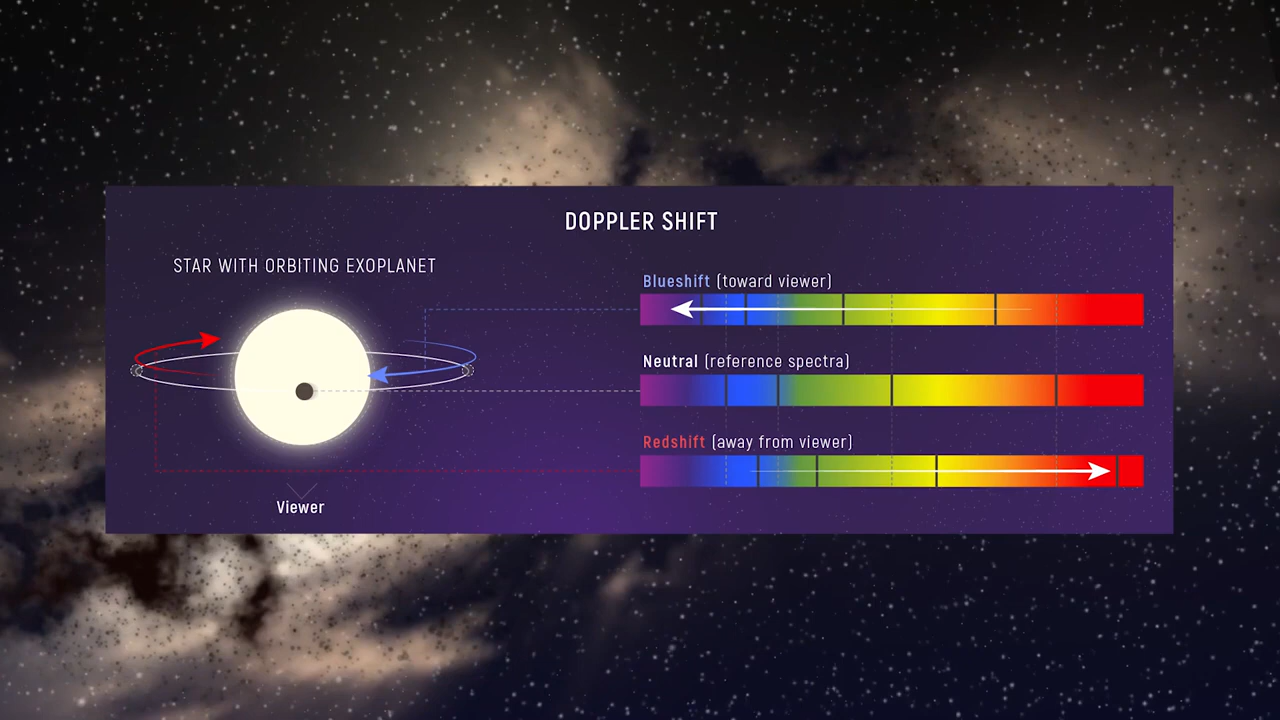 DOPPLER SHIFT
STAR WITH ORBITING EXOPLANET
Blueshift (toward viewer)
Neutral (reference spectra)
Redshift (away from viewer)
Viewer